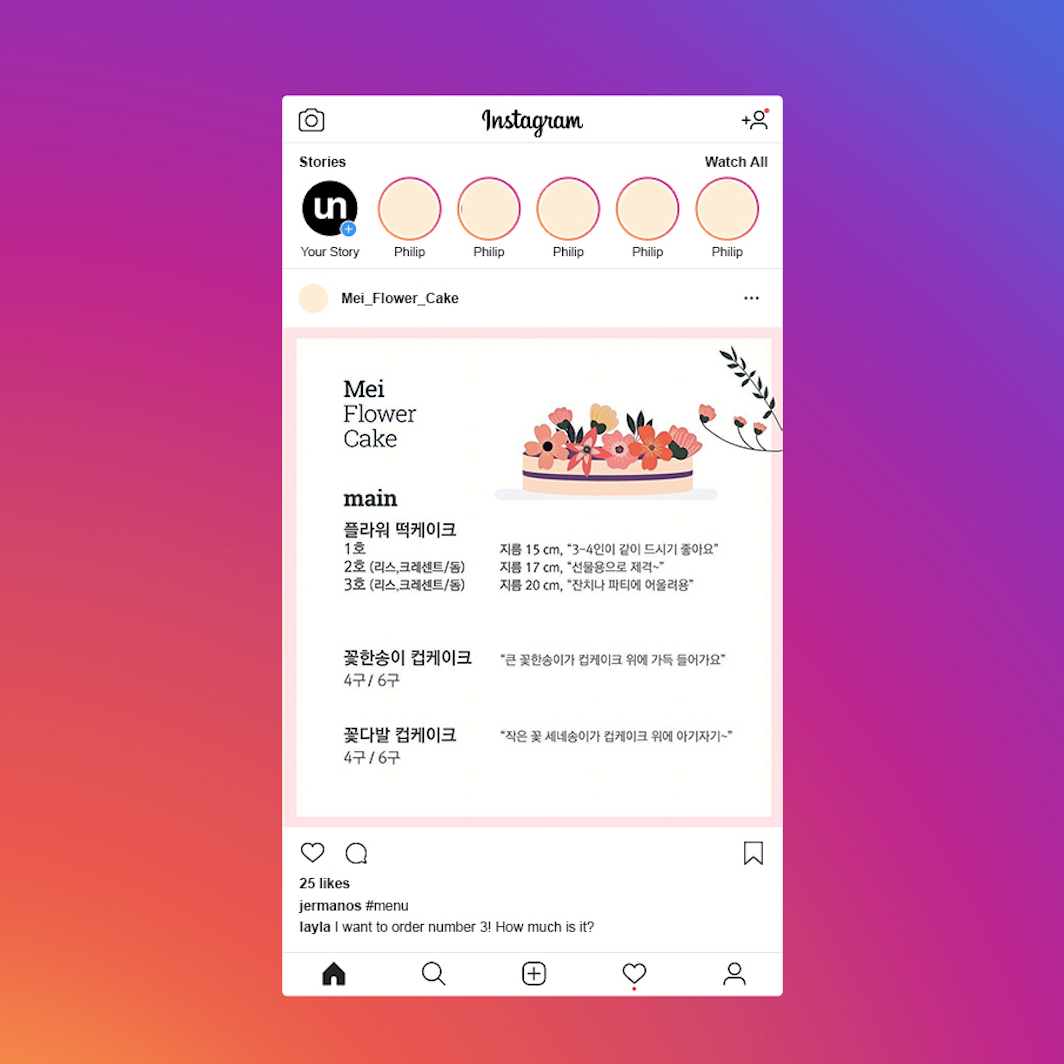 Instagram
Stories
Watch All
un
Your Story
Philip
Philip
Philip
Philip
Philip
Mei_Flower_Cake
Mei
Flower
Cake
main
플라워 떡케이크
1호 지름 15 cm, “3-4인이 같이 드시기 좋아요”
2호 (리스,크레센트/돔) 지름 17 cm, “선물용으로 제격~”
3호 (리스,크레센트/돔) 지름 20 cm, “잔치나 파티에 어울려용”
꽃한송이 컵케이크 “큰 꽃한송이가 컵케이크 위에 가득 들어가요”
4구 / 6구
꽃다발 컵케이크 “작은 꽃 세네송이가 컵케이크 위에 아기자기~”
4구 / 6구
25 likes
jermanos #menu
layla I want to order number 3! How much is it?